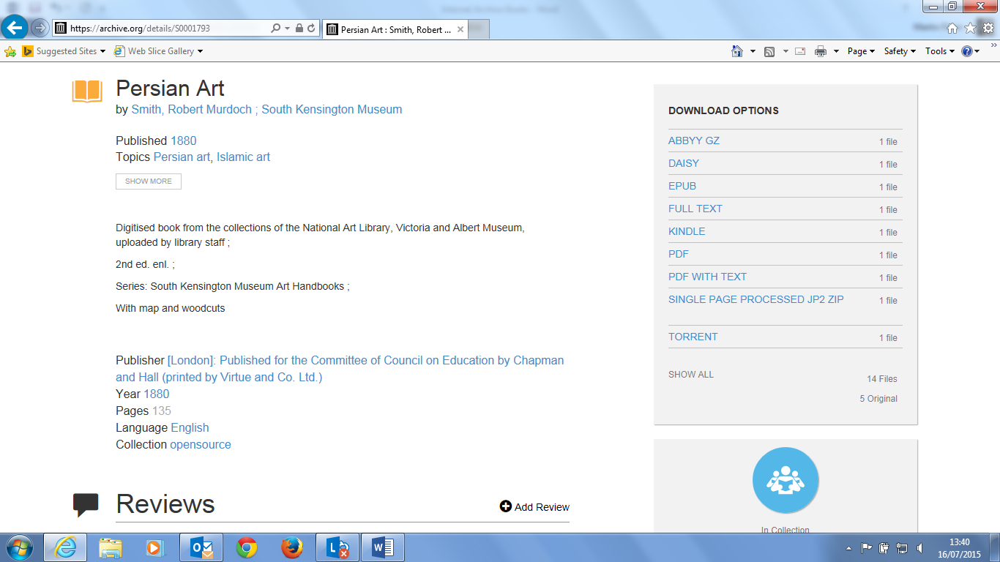 https://archive.org/details/S0001793
Persian Art : Smith, Robert ...
Suggested Sites
Web Slice Gallery
Page
Safety
Tools
Persian Art
by Smith, Robert Murdoch ; South Kensington Museum
Published 1880
Topics Persian art, Islamic art
SHOW MORE
Digitised book from the collections of the National Art Library, Victoria and Albert Museum,
uploaded by library staff ;
2nd ed. enl. ;
Series: South Kensington Museum Art Handbooks ;
With map and woodcuts
Publisher [London]: Published for the Committee of Council on Education by Chapman
and Hall (printed by Virtue and Co. Ltd.)
Year 1880
Pages 135
Language English
Collection opensource
Reviews
Add Review
DOWNLOAD OPTIONS
ABBYY GZ 1 file
DAISY 1 file
EPUB 1 file
FULL TEXT 1 file
KINDLE 1 file
PDF 1 file
PDF WITH TEXT 1 file
SINGLE PAGE PROCESSED JP2 ZIP 1 file
TORRENT 1 file
SHOW ALL 14 Files
5 Original
In Collection
13:40
16/07/2015